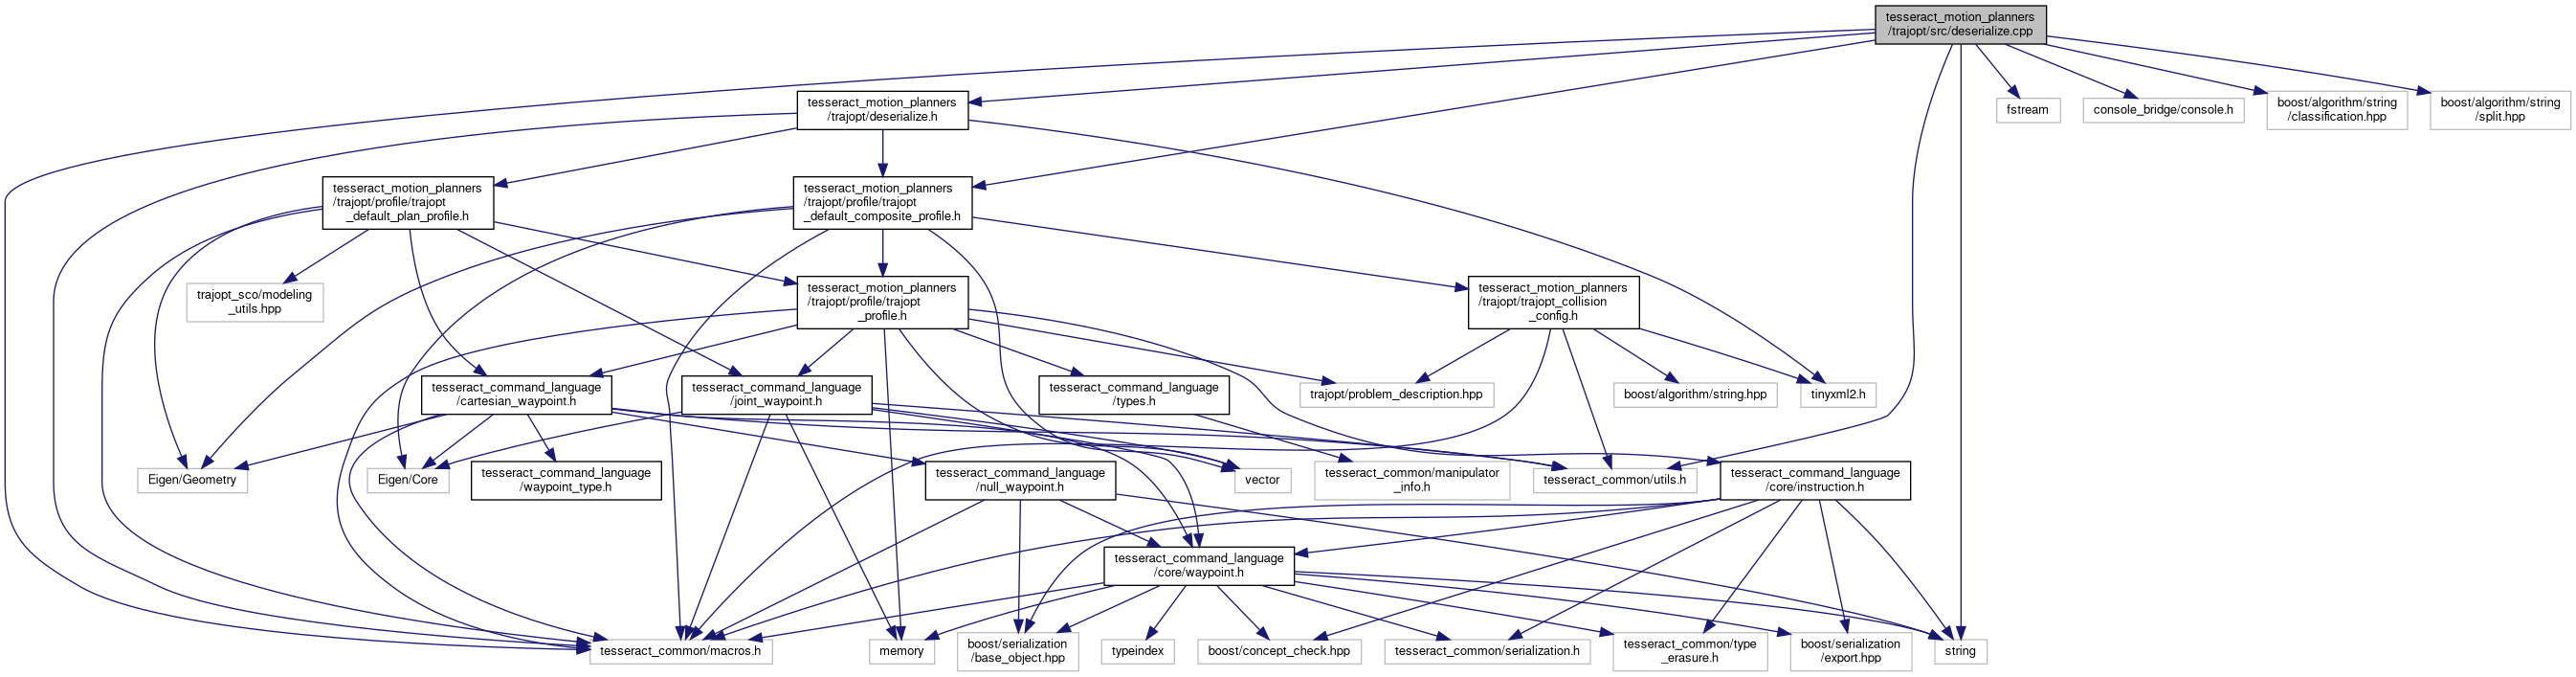 tesseract_motion_planners
/trajopt/src/deserialize.cpp
tesseract_motion_planners
/trajopt/deserialize.h
fstream
console_bridge/console.h
boost/algorithm/string
/classification.hpp
boost/algorithm/string
/split.hpp
tesseract_motion_planners
/trajopt/profile/trajopt
_default_plan_profile.h
tesseract_motion_planners
/trajopt/profile/trajopt
_default_composite_profile.h
trajopt_sco/modeling
_utils.hpp
tesseract_motion_planners
/trajopt/profile/trajopt
_profile.h
tesseract_motion_planners
/trajopt/trajopt_collision
_config.h
tesseract_command_language
/cartesian_waypoint.h
tesseract_command_language
/joint_waypoint.h
tesseract_command_language
/types.h
trajopt/problem_description.hpp
boost/algorithm/string.hpp
tinyxml2.h
Eigen/Geometry
Eigen/Core
tesseract_command_language
/waypoint_type.h
tesseract_command_language
/null_waypoint.h
vector
tesseract_common/manipulator
_info.h
tesseract_common/utils.h
tesseract_command_language
/core/instruction.h
tesseract_command_language
/core/waypoint.h
tesseract_common/macros.h
memory
boost/serialization
/base_object.hpp
typeindex
boost/concept_check.hpp
tesseract_common/serialization.h
tesseract_common/type
_erasure.h
boost/serialization
/export.hpp
string